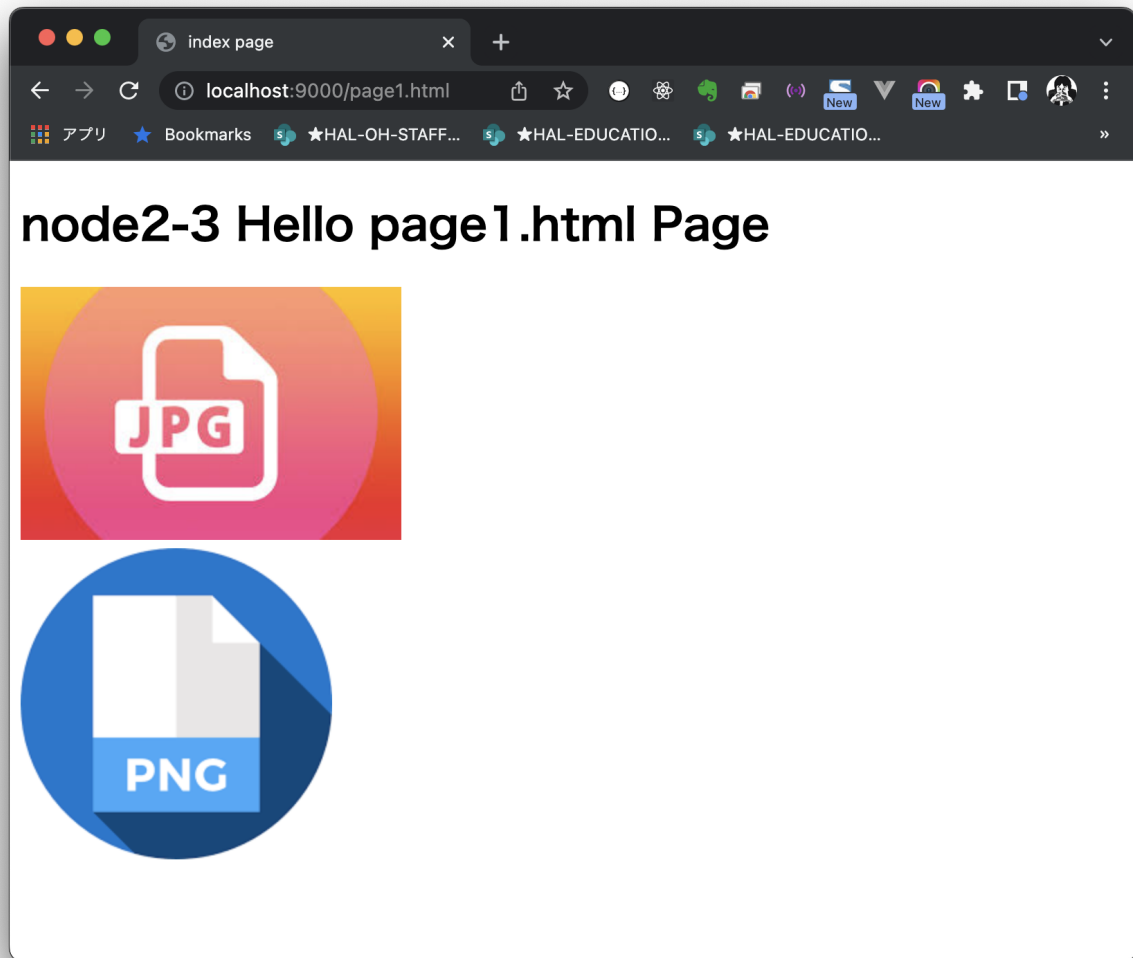 index page
localhost:9000/page1.html
New
New
アプリ
Bookmarks
★HAL-OH-STAFF...
★HAL-EDUCATIO...
★HAL-EDUCATIO...
»
node2-3 Hello page1.html Page
JPG
PNG